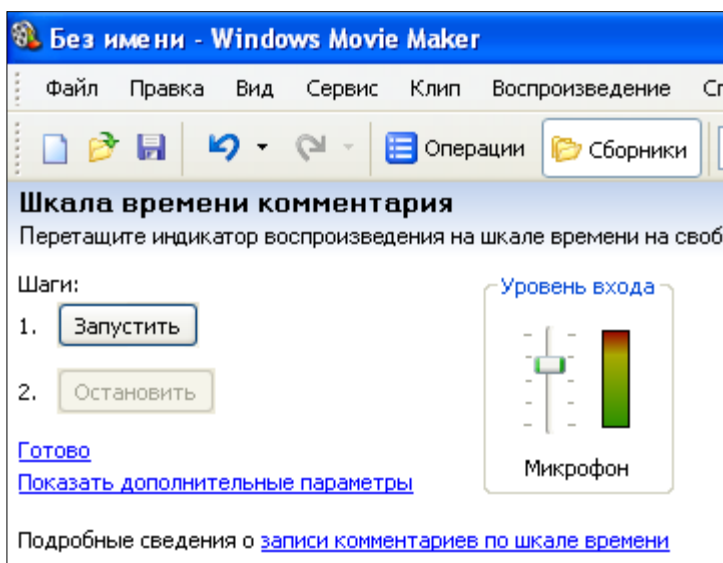 Без имени - Windows Movie Maker
Файл Правка Вид Сервис Клип Воспроизведение
Операции Сборники
Шкала времени комментария
Перетащите индикатор воспроизведения на шкале времени на своб
Шаги:
Уровень входа
1. Запустить
2. Остановить
Готово
Показать дополнительные параметры
Микрофон
Подробные сведения о записи комментариев по шкале времени